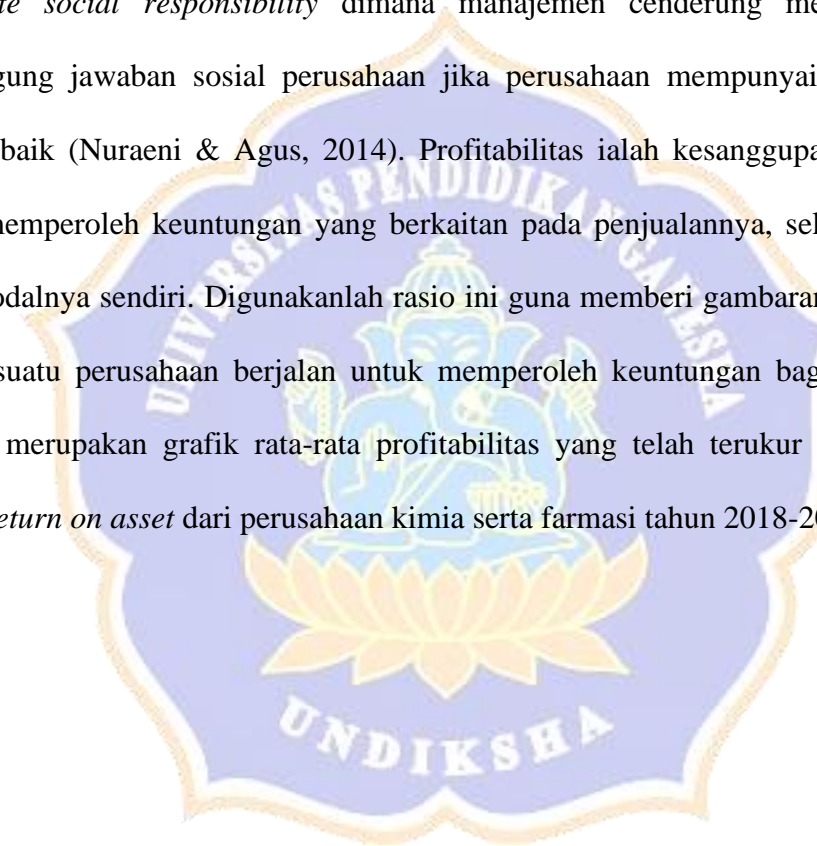 te social responsibility dimana manajemen cenderung me
gung jawaban sosial perusahaan jika perusahaan mempunyai
baik (Nuraeni & Agus, 2014). Profitabilitas ialah kesanggupa
memperoleh keuntungan yang berkaitan pada penjualannya, sel
odalnya sendiri. Digunakanlah rasio ini guna memberi gambaran
suatu perusahaan berjalan untuk memperoleh keuntungan bag
merupakan grafik rata-rata profitabilitas yang telah terukur
eturn on asset dari perusahaan kimia serta farmasi tahun 2018-20
UNIVERSITAS PENDIDIKAN GANESHA
UNDIKSHA